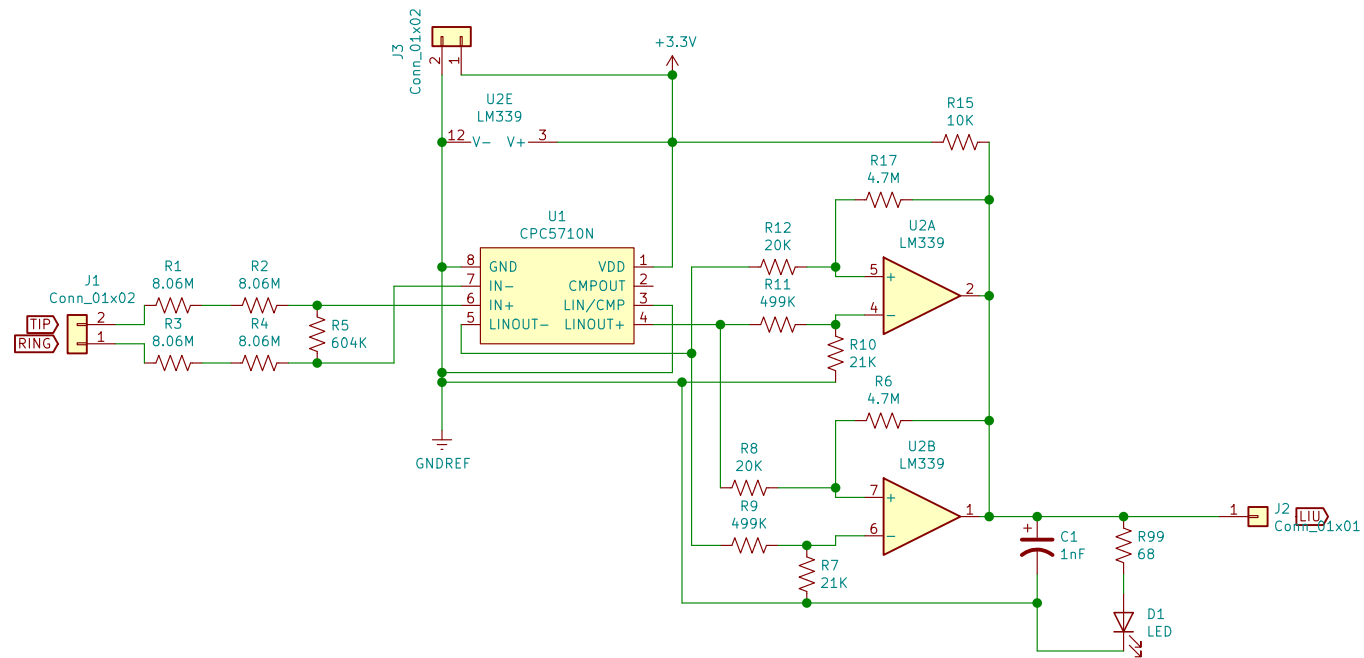 J3
Conn_01x02
2
1
+3.3V
U2E
LM339
12
V-
V+
3
R15
10K
R17
4.7M
U1
CPC5710N
8
GND
VDD
1
7
IN-
CMPOUT
2
6
IN+
LIN/CMP
3
5
LINOUT-
LINOUT+
4
R12
20K
R11
499K
U2A
LM339
5
+
2
4
-
R10
21K
J1
Conn_01x02
TIP
2
RING
1
R1
8.06M
R2
8.06M
R3
8.06M
R4
8.06M
R5
604K
R6
4.7M
GNDREF
R8
20K
R9
499K
U2B
LM339
7
+
1
6
-
R7
21K
+
C1
1nF
R99
68
D1
LED
1
J2
LIU
Conn_01x01